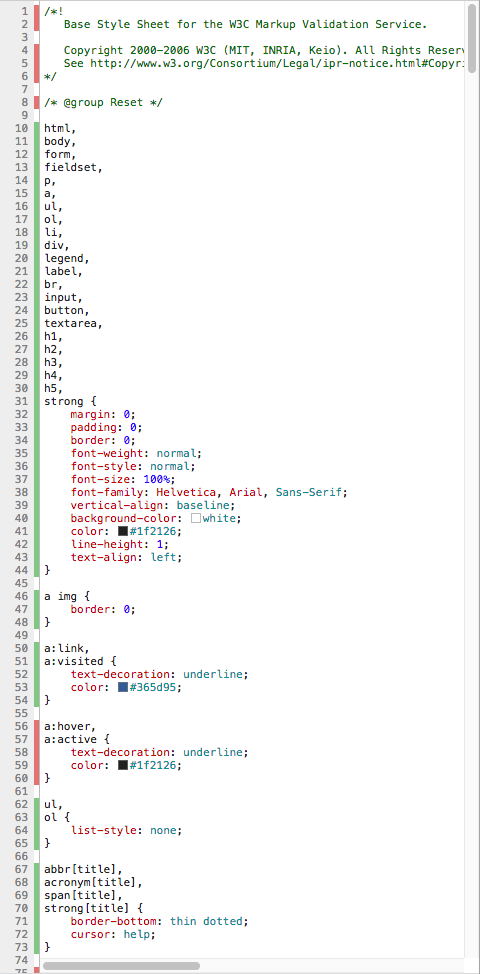 1 /*!
2 Base Style Sheet for the W3C Markup Validation Service.
3
4 Copyright 2000-2006 W3C (MIT, INRIA, Keio). All Rights Reserv
5 See http://www.w3.org/Consortium/Legal/ipr-notice.html#Copyri
6 */
7
8 /* @group Reset */
9
10 html,
11 body,
12 form,
13 fieldset,
14 p,
15 a,
16 ul,
17 ol,
18 li,
19 div,
20 legend,
21 label,
22 br,
23 input,
24 button,
25 textarea,
26 h1,
27 h2,
28 h3,
29 h4,
30 h5,
31 strong {
32 margin: 0;
33 padding: 0;
34 border: 0;
35 font-weight: normal;
36 font-style: normal;
37 font-size: 100%;
38 font-family: Helvetica, Arial, Sans-Serif;
39 vertical-align: baseline;
40 background-color: white;
41 color: #1f2126;
42 line-height: 1;
43 text-align: left;
44 }
45
46 a img {
47 border: 0;
48 }
49
50 a:link,
51 a:visited {
52 text-decoration: underline;
53 color: #365d95;
54 }
55
56 a:hover,
57 a:active {
58 text-decoration: underline;
59 color: #1f2126;
60 }
61
62 ul,
63 ol {
64 list-style: none;
65 }
66
67 abbr[title],
68 acronym[title],
69 span[title],
70 strong[title] {
71 border-bottom: thin dotted;
72 cursor: help;
73 }
74